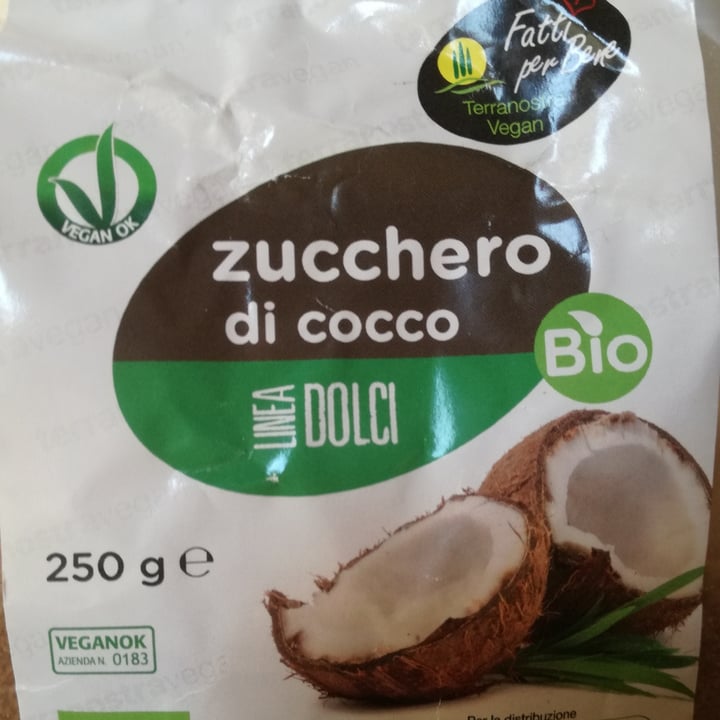 Fatti
per Bene
Terranostra
Vegan
VEGAN OK
zucchero
di cocco
Bio
LINEA DOLCI
250 g e
VEGANOK
AZIENDA N. 0183
Per la distribuzione